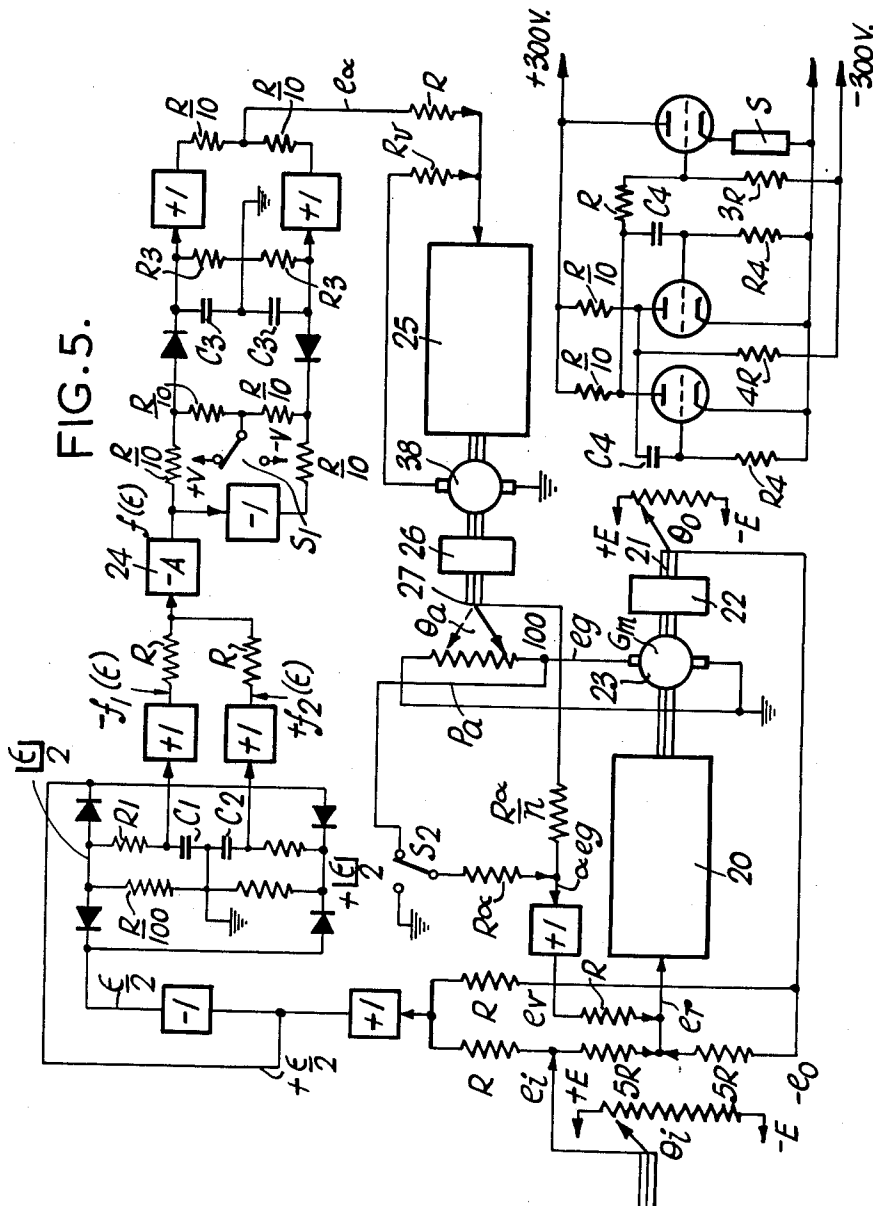 FIG. 5.
|ϵ|/2
-f1(ϵ)
R
+1
+f2(ϵ)
R
+1
24
-A
f(ϵ)
R/10
+V
-V
S1
-1
R/10
R/10
R/10
C3
C3
R3
R3
+1
+1
R/10
R/10
eα
R1
C1
C2
R/100
+|ϵ|/2
ϵ/2
-1
+ϵ/2
+1
R
R
Rv
R
25
38
26
27
θa
100
Pa
-eg
S2
Rα
Rα/n
αeg
+1
ev
R
er
20
23
Gm
22
21
+E
θo
-E
ei
+E
5R
5R
-eo
θi
-E
+300V.
R/10
R/10
R
C4
C4
R4
4R
R4
3R
S
-300V.